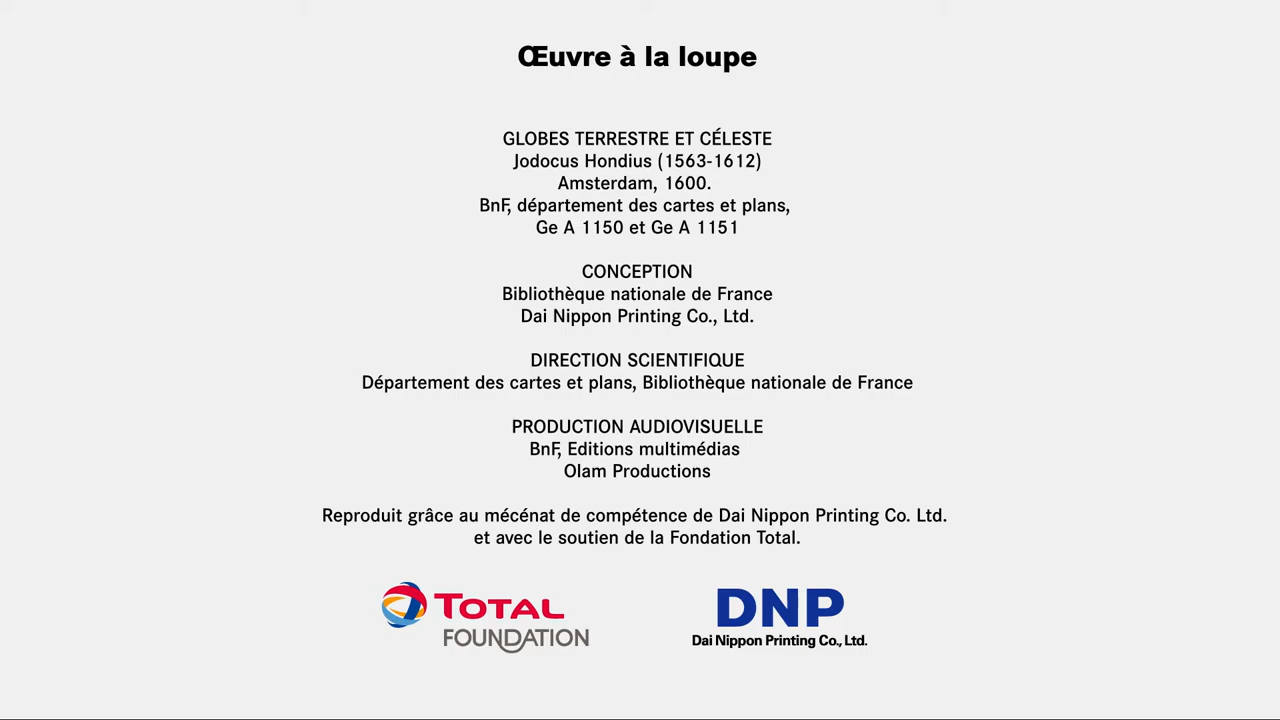 Œuvre à la loupe
GLOBES TERRESTRE ET CÉLESTE
Jodocus Hondius (1563-1612)
Amsterdam, 1600.
BnF, département des cartes et plans,
Ge A 1150 et Ge A 1151
CONCEPTION
Bibliothèque nationale de France
Dai Nippon Printing Co., Ltd.
DIRECTION SCIENTIFIQUE
Département des cartes et plans, Bibliothèque nationale de France
PRODUCTION AUDIOVISUELLE
BnF, Editions multimédias
Olam Productions
Reproduit grâce au mécénat de compétence de Dai Nippon Printing Co. Ltd.
et avec le soutien de la Fondation Total.
TOTAL
FOUNDATION
DNP
Dai Nippon Printing Co., Ltd.